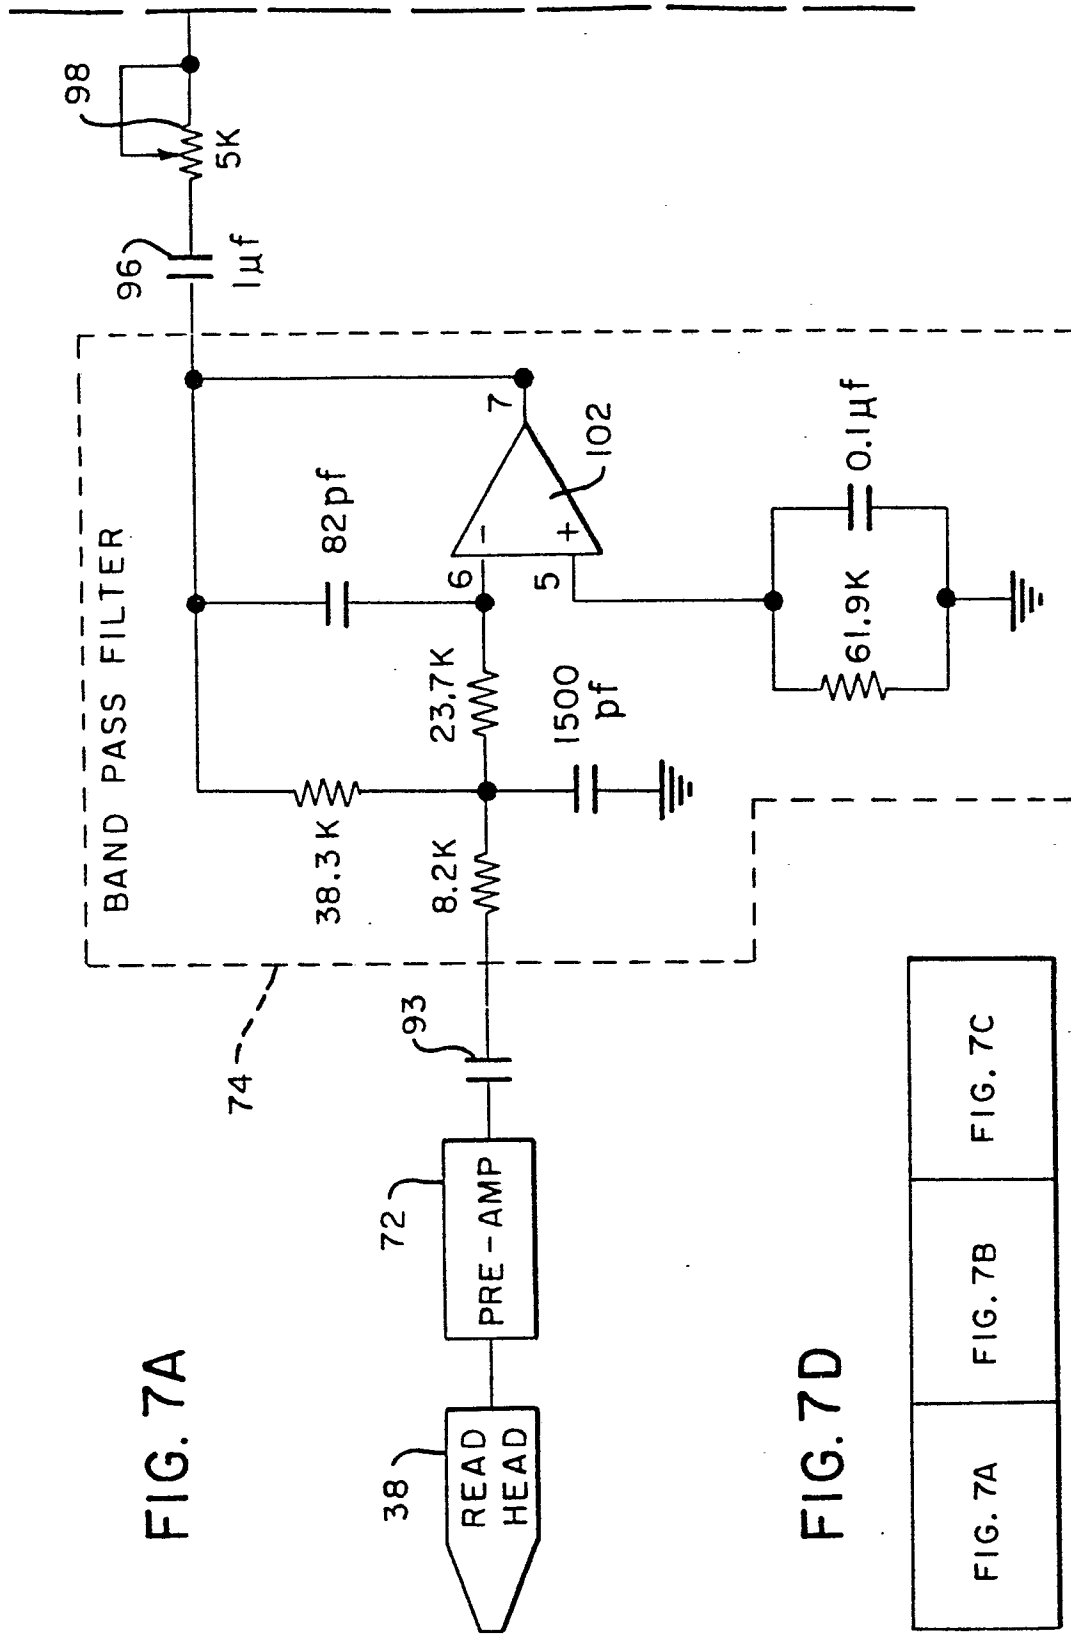 FIG. 7A
38
READ
HEAD
72
PRE-AMP
93
74
BAND PASS FILTER
38.3K
8.2K
23.7K
1500
pf
82pf
6
5
-
+
7
102
61.9K
0.1µf
96
1µf
98
5K
FIG. 7D
FIG. 7A
FIG. 7B
FIG. 7C